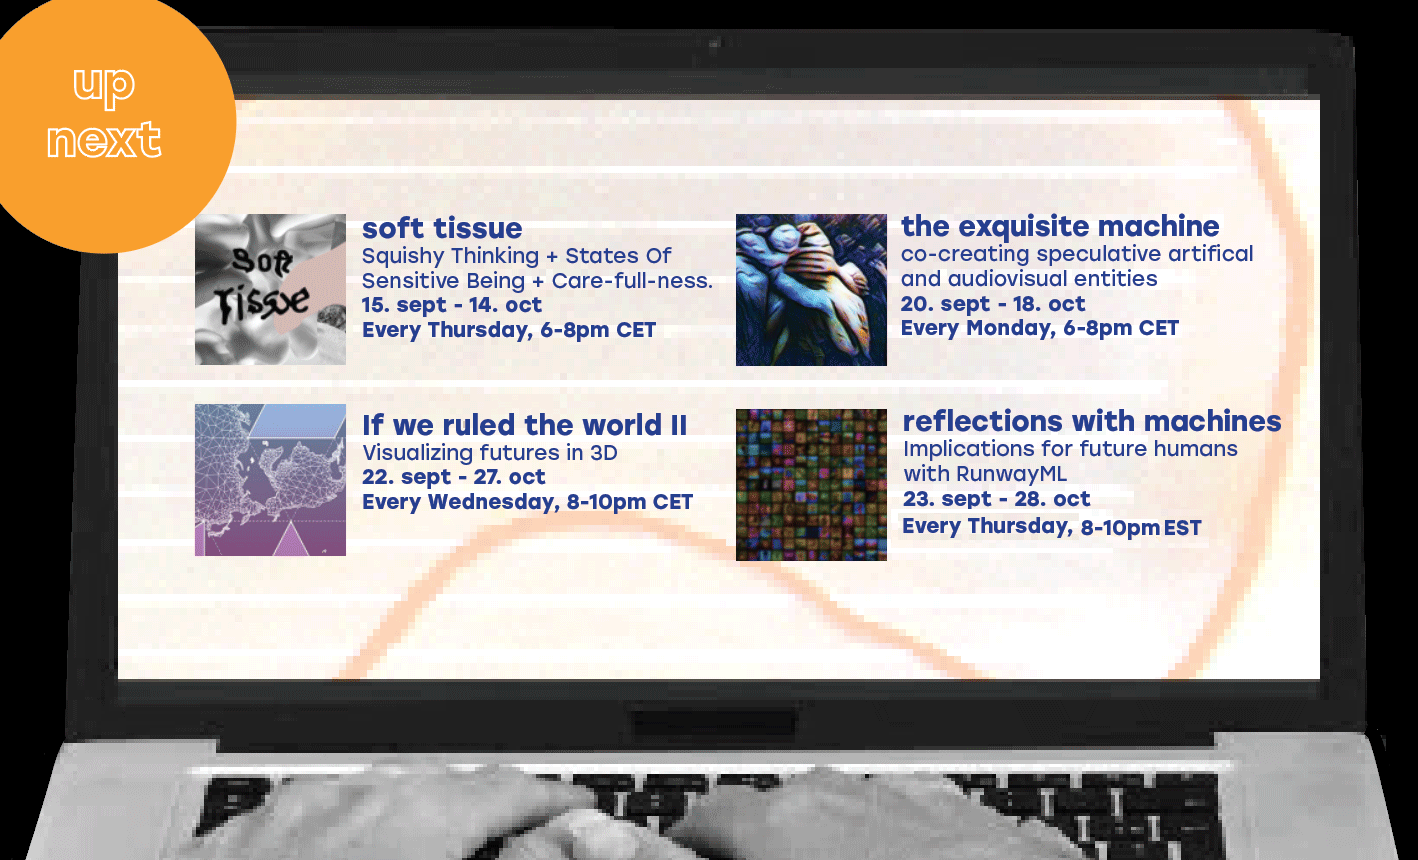 up
next
Soft
Tissue
soft tissue
Squishy Thinking + States Of
Sensitive Being + Care-full-ness.
15. sept - 14. oct
Every Thursday, 6-8pm CET
the exquisite machine
co-creating speculative artifical
and audiovisual entities
20. sept - 18. oct
Every Monday, 6-8pm CET
If we ruled the world II
Visualizing futures in 3D
22. sept - 27. oct
Every Wednesday, 8-10pm CET
reflections with machines
Implications for future humans
with RunwayML
23. sept - 28. oct
Every Thursday, 8-10pm EST